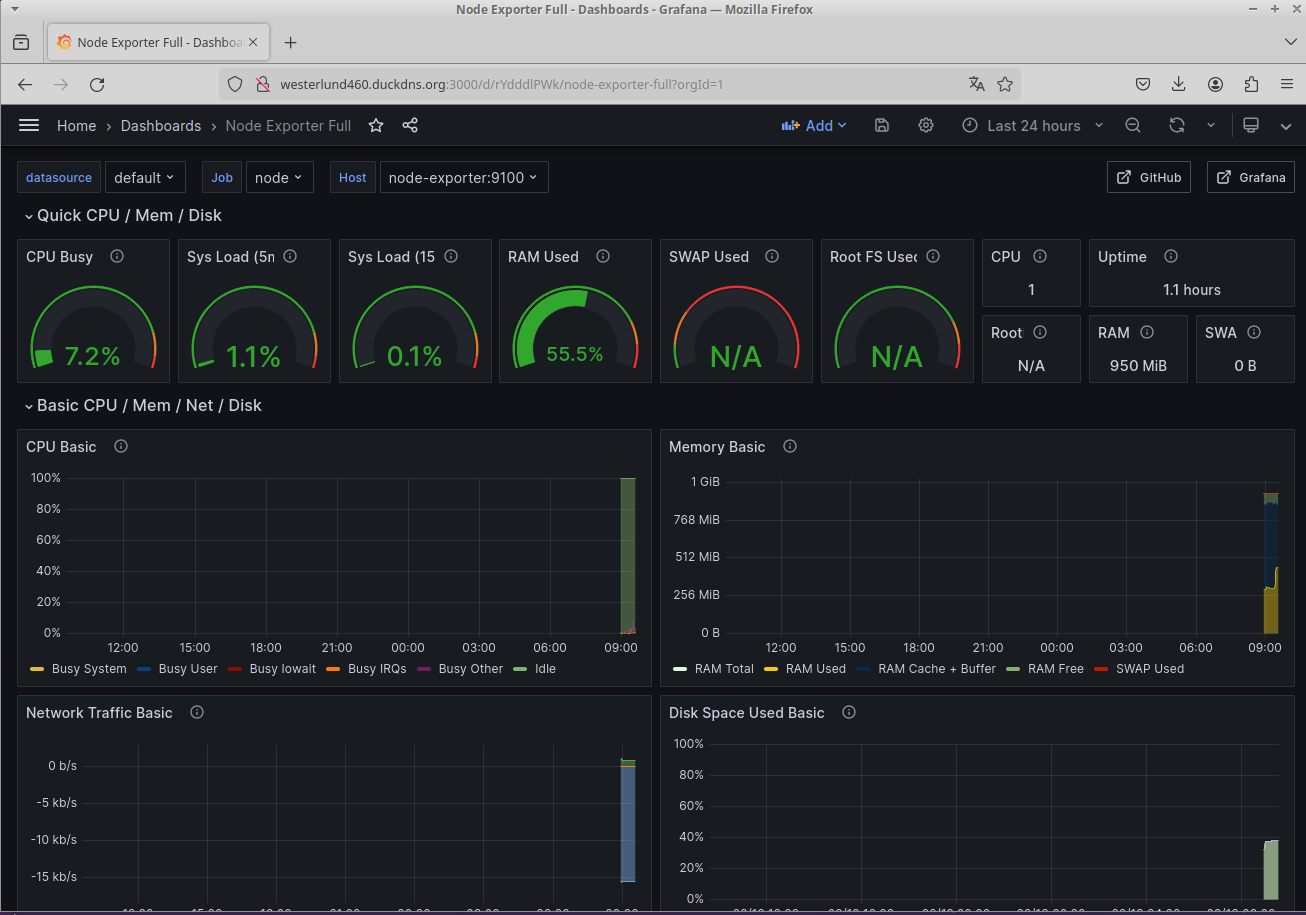 Node Exporter Full - Dashboards - Grafana — Mozilla Firefox
Node Exporter Full - Dashboa
westerlund460.duckdns.org:3000/d/rYdddlPWk/node-exporter-full?orgId=1
Home › Dashboards › Node Exporter Full
Add
Last 24 hours
datasource default Job node Host node-exporter:9100 GitHub Grafana
Quick CPU / Mem / Disk
CPU Busy Sys Load (5m Sys Load (15 RAM Used SWAP Used Root FS Used CPU Uptime
1 1.1 hours
Root RAM SWA
7.2% 1.1% 0.1% 55.5% N/A N/A N/A 950 MiB 0 B
Basic CPU / Mem / Net / Disk
CPU Basic
100%
80%
60%
40%
20%
0%
12:00 15:00 18:00 21:00 00:00 03:00 06:00 09:00
Busy System Busy User Busy Iowait Busy IRQs Busy Other Idle
Memory Basic
1 GiB
768 MiB
512 MiB
256 MiB
0 B
12:00 15:00 18:00 21:00 00:00 03:00 06:00 09:00
RAM Total RAM Used RAM Cache + Buffer RAM Free SWAP Used
Network Traffic Basic
0 b/s
-5 kb/s
-10 kb/s
-15 kb/s
Disk Space Used Basic
100%
80%
60%
40%
20%
0%